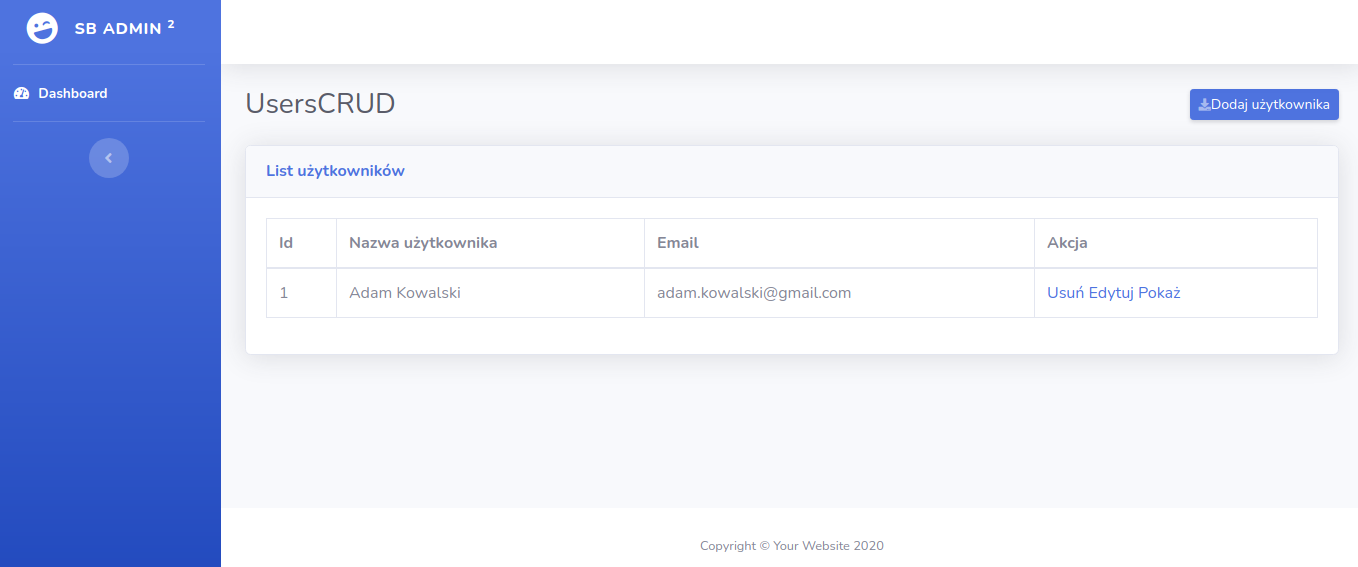 SB ADMIN 2
Dashboard
UsersCRUD
Dodaj użytkownika
List użytkowników
Id Nazwa użytkownika Email Akcja
1 Adam Kowalski adam.kowalski@gmail.com Usuń Edytuj Pokaż
Copyright © Your Website 2020